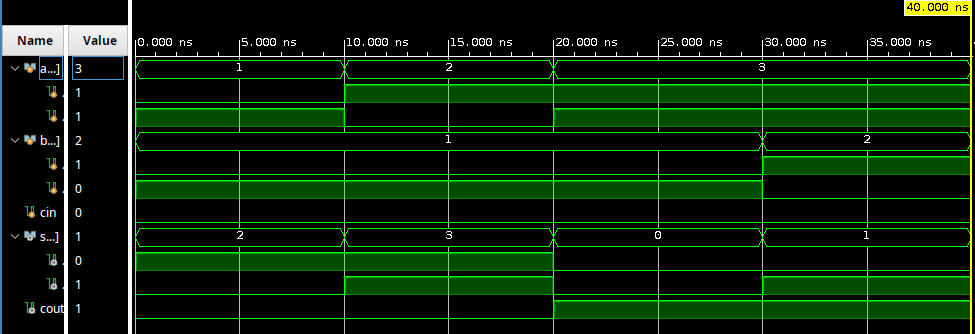 40.000 ns
Name Value 0.000 ns 5.000 ns 10.000 ns 15.000 ns 20.000 ns 25.000 ns 30.000 ns 35.000 ns
a...] 3 1 2 3
1
1
b...] 2 1 2
1
0
cin 0
s...] 1 2 3 0 1
0
1
cout 1